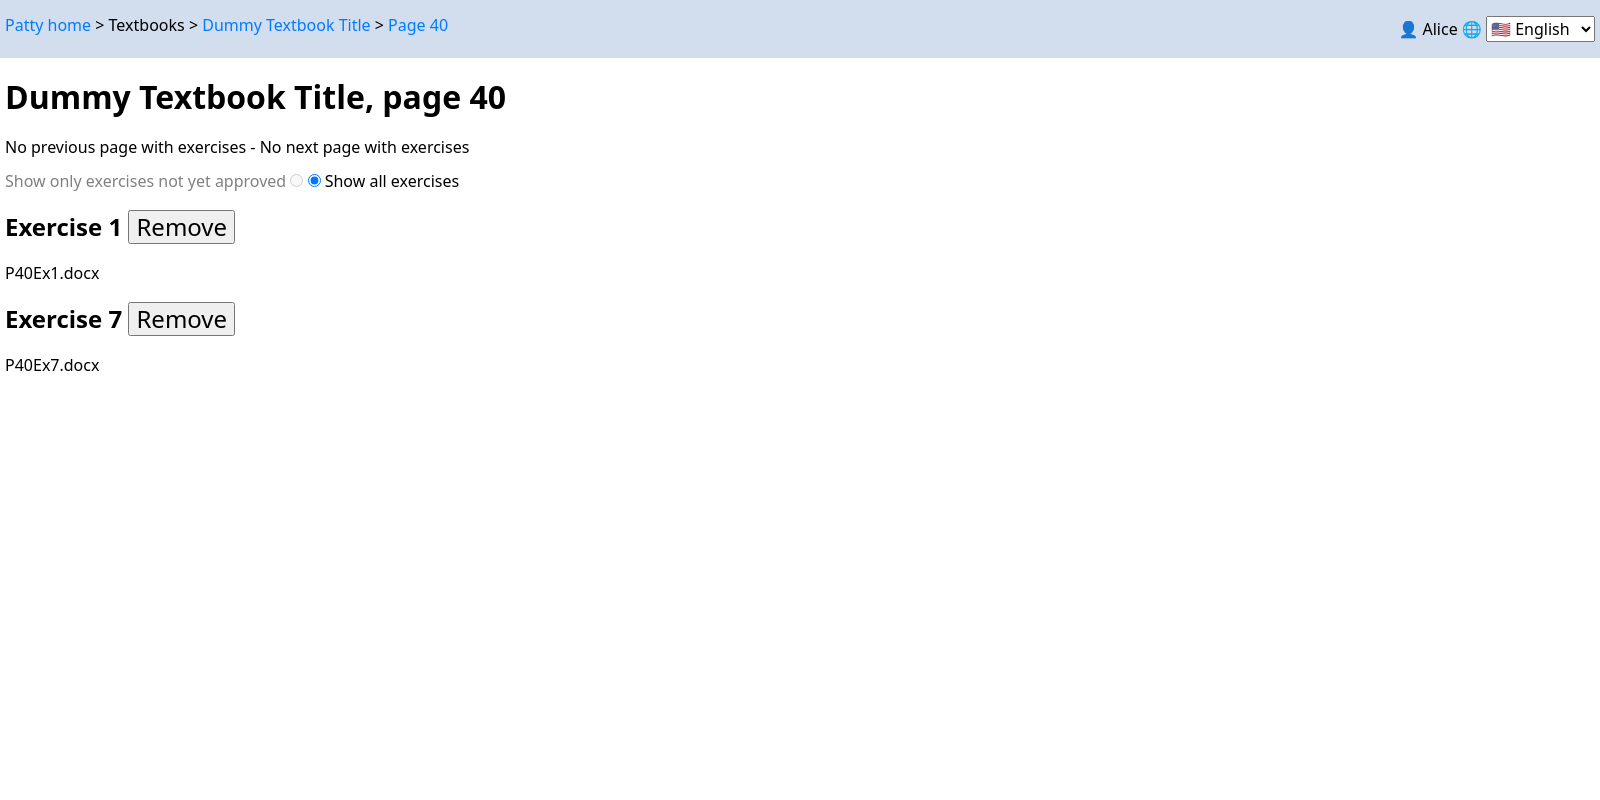 Patty home > Textbooks > Dummy Textbook Title > Page 40
👤 Alice 🌐 🇺🇸 English
Dummy Textbook Title, page 40
No previous page with exercises - No next page with exercises
Show only exercises not yet approved Show all exercises
Exercise 1 Remove
P40Ex1.docx
Exercise 7 Remove
P40Ex7.docx